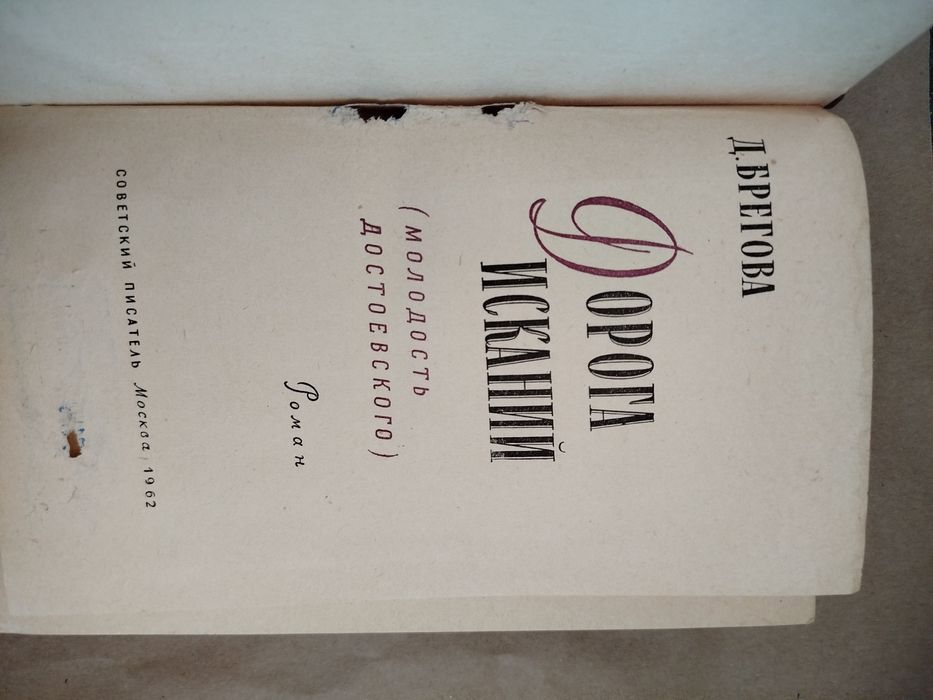 Д. БРЕГОВА
ДОРОГА
ИСКАНИЙ
(МОЛОДОСТЬ
ДОСТОЕВСКОГО)
Роман
СОВЕТСКИЙ ПИСАТЕЛЬ Москва, 1962